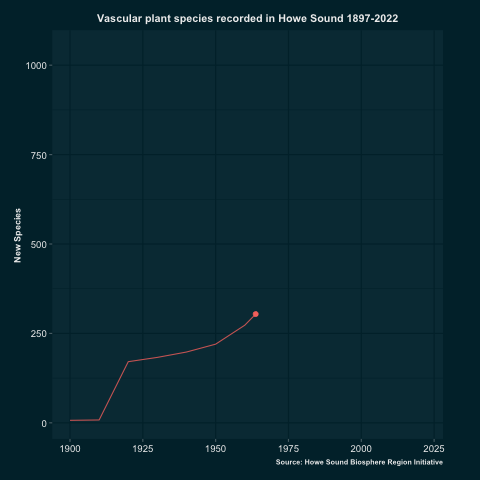 Vascular plant species recorded in Howe Sound 1897-2022
New Species
1000
750
500
250
0
1900 1925 1950 1975 2000 2025
Source: Howe Sound Biosphere Region Initiative